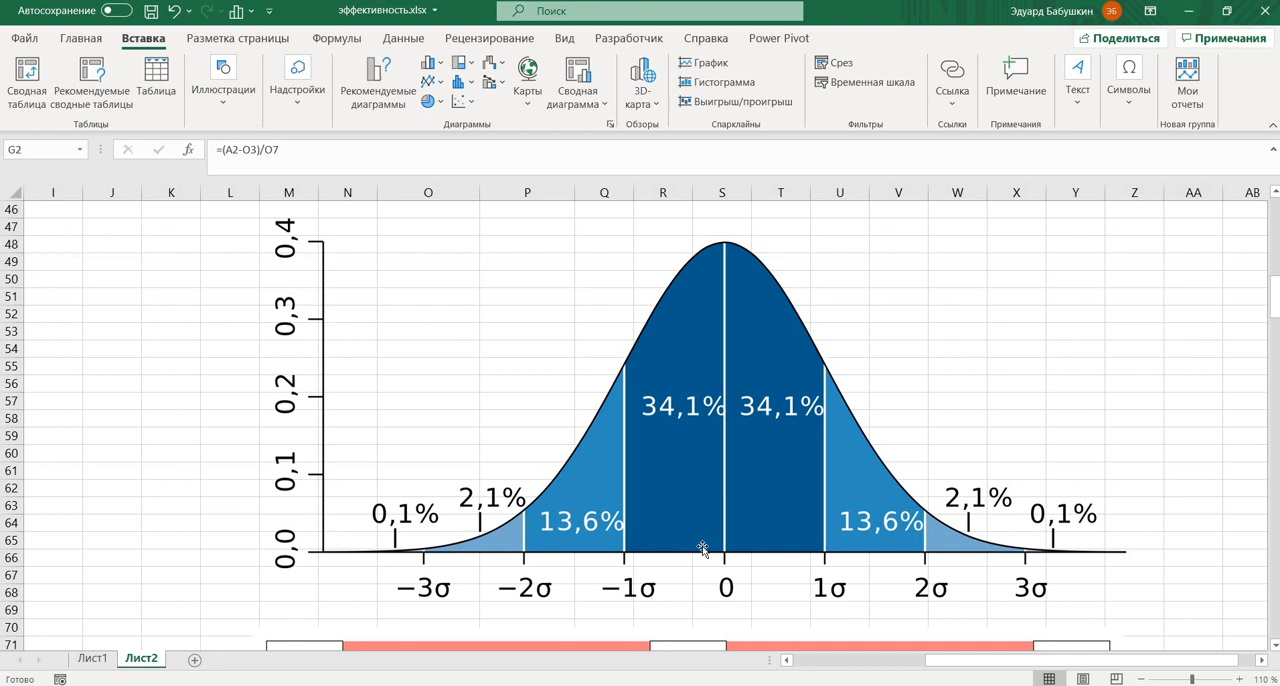 Автосохранение
эффективность.xlsx
Поиск
Эдуард Бабушкин
ЭБ
Файл Главная Вставка Разметка страницы Формулы Данные Рецензирование Вид Разработчик Справка Power Pivot
Поделиться
Примечания
Сводная таблица
Рекомендуемые сводные таблицы
Таблица
Таблицы
Иллюстрации
Надстройки
Рекомендуемые диаграммы
Карты
Сводная диаграмма
Диаграммы
3D-карта
Обзоры
График
Гистограмма
Выигрыш/проигрыш
Спарклайны
Срез
Временная шкала
Фильтры
Ссылка
Ссылки
Примечание
Примечания
Текст
Символы
Мои отчеты
Новая группа
G2
fx
=(A2-O3)/O7
I J K L M N O P Q R S T U V W X Y Z AA AB
46
47
48
49
50
51
52
53
54
55
56
57
58
59
60
61
62
63
64
65
66
67
68
69
70
71
0,4
0,3
0,2
0,1
0,0
34,1% 34,1%
0,1% 2,1% 13,6% 13,6% 2,1% 0,1%
−3σ −2σ −1σ 0 1σ 2σ 3σ
Лист1 Лист2
Готово
110 %